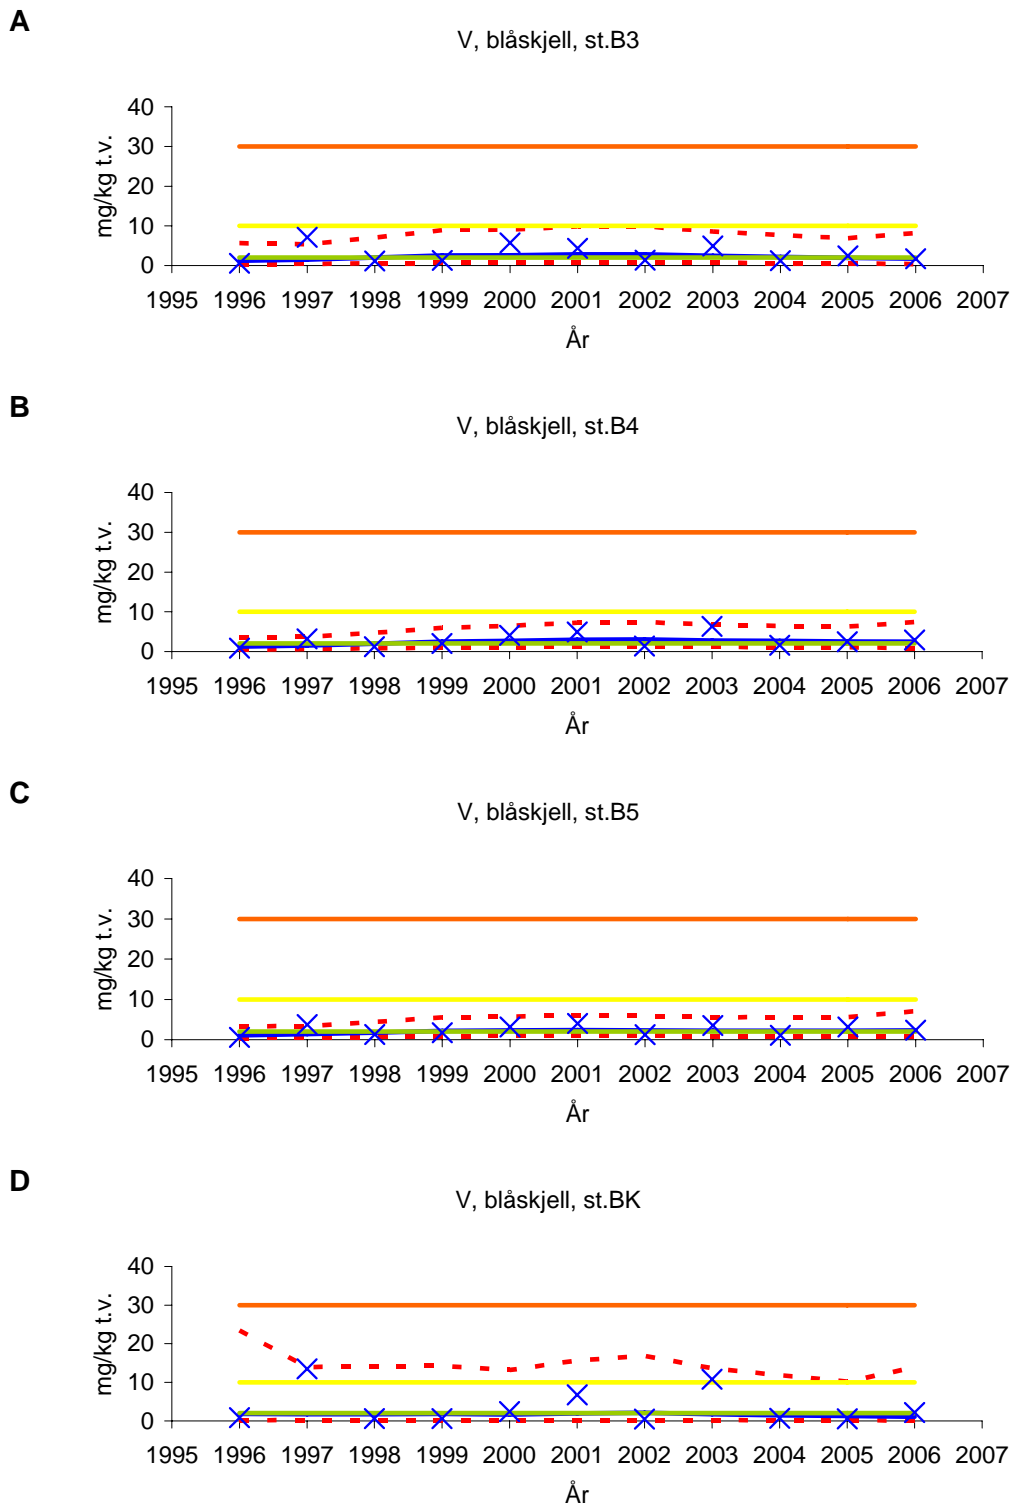 A
V, blåskjell, st.B3
mg/kg t.v.
40
30
20
10
0
1995 1996 1997 1998 1999 2000 2001 2002 2003 2004 2005 2006 2007
År
B
V, blåskjell, st.B4
mg/kg t.v.
40
30
20
10
0
1995 1996 1997 1998 1999 2000 2001 2002 2003 2004 2005 2006 2007
År
C
V, blåskjell, st.B5
mg/kg t.v.
40
30
20
10
0
1995 1996 1997 1998 1999 2000 2001 2002 2003 2004 2005 2006 2007
År
D
V, blåskjell, st.BK
mg/kg t.v.
40
30
20
10
0
1995 1996 1997 1998 1999 2000 2001 2002 2003 2004 2005 2006 2007
År